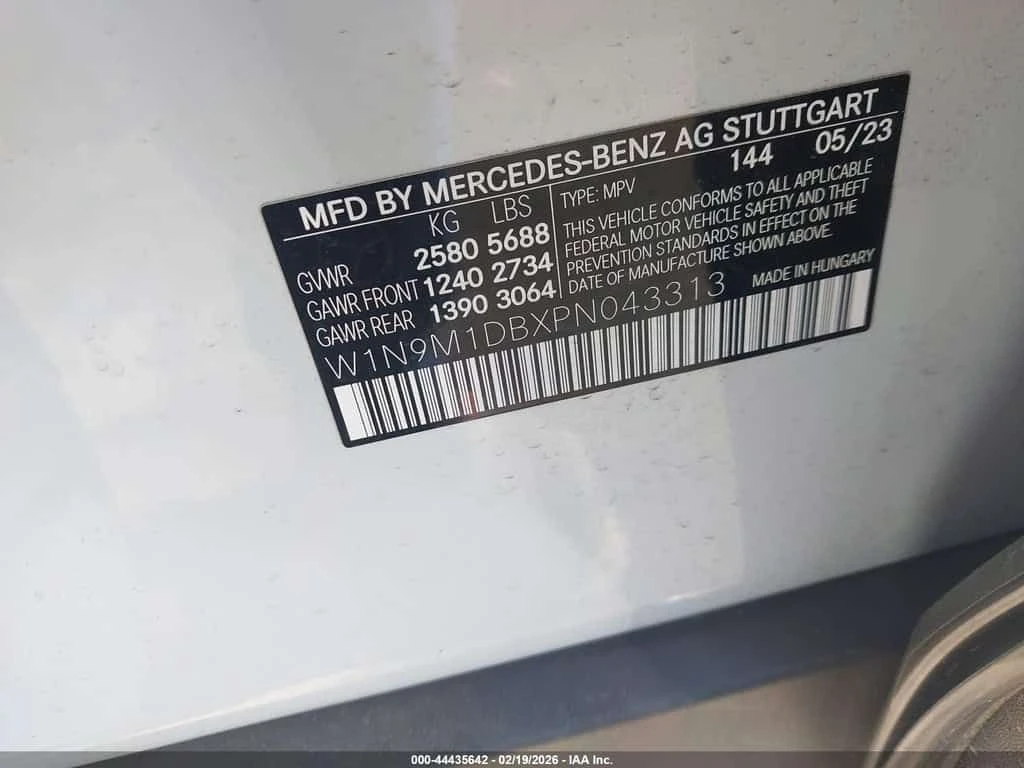 MFD BY MERCEDES-BENZ AG STUTTGART
KG LBS
144 05/23
GVWR 2580 5688
GAWR FRONT 1240 2734
GAWR REAR 1390 3064
TYPE: MPV
THIS VEHICLE CONFORMS TO ALL APPLICABLE
FEDERAL MOTOR VEHICLE SAFETY AND THEFT
PREVENTION STANDARDS IN EFFECT ON THE
DATE OF MANUFACTURE SHOWN ABOVE.
W1N9M1DBXPN043313
MADE IN HUNGARY
000-44435642 - 02/19/2026 - IAA Inc.